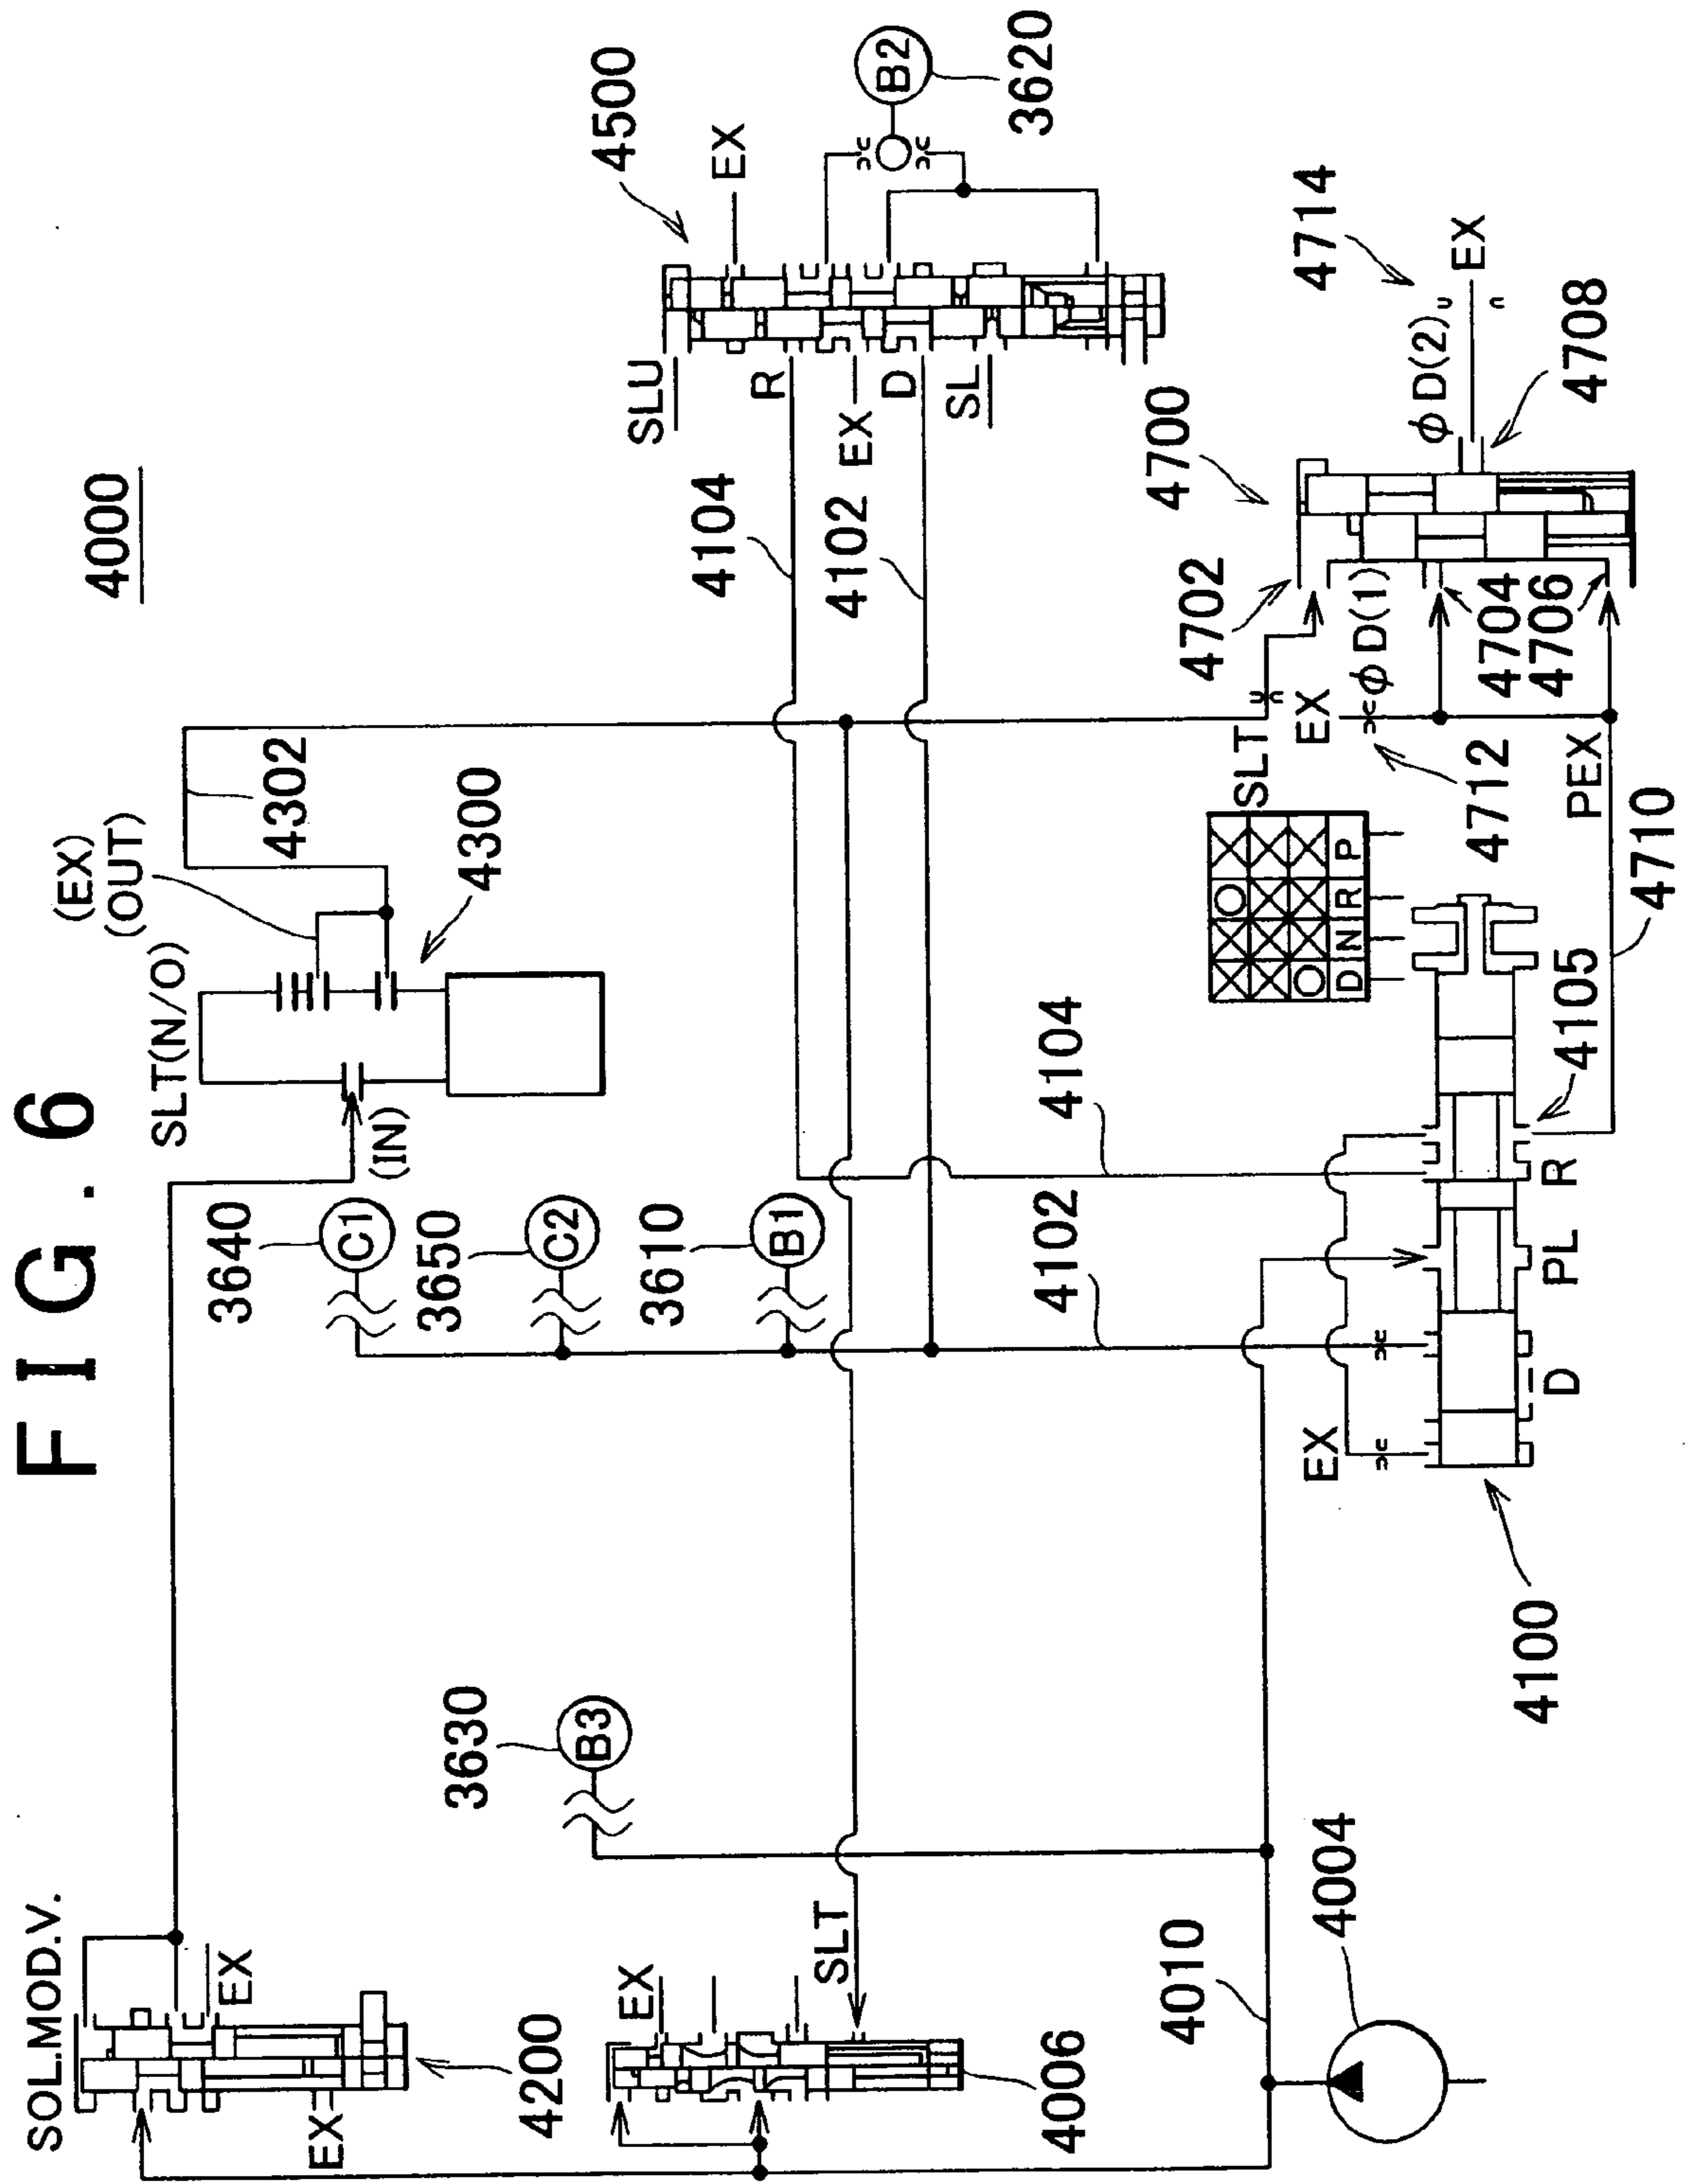 FIG. 6
4000
SOL.MOD.V.
EX
EX
4200
SLT(N/O)
(IN)
(EX)
(OUT)
4302
4300
3640
C1
3650
C2
3610
B1
3630
B3
EX
SLT
4006
4010
4004
4500
EX
SLU
R
EX
D
SL
B2
3620
4104
4102
4104
4102
EX
D
PL
R
4105
4100
D N R P
SLT
EX
φD(1)
4712
PEX
4710
4702
4704
4706
4700
φD(2)
EX
4714
4708